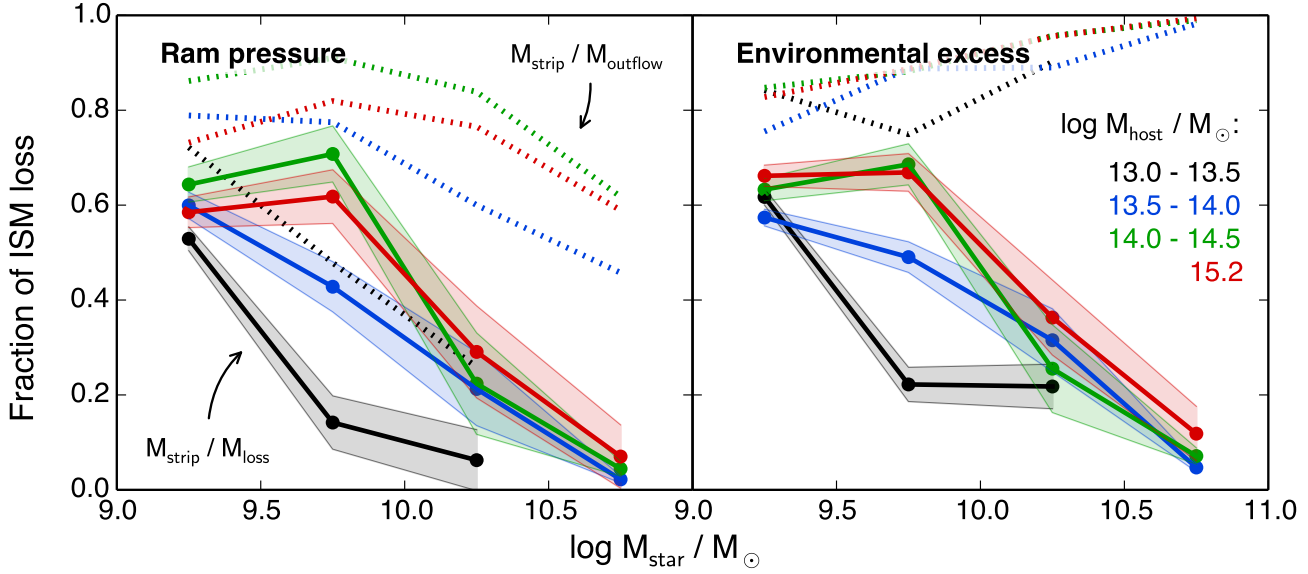 Ram pressure
M_strip / M_outflow
Environmental excess
log M_host / M_⊙:
13.0 - 13.5
13.5 - 14.0
14.0 - 14.5
15.2
M_strip / M_loss
Fraction of ISM loss
1.0
0.8
0.6
0.4
0.2
0.0
9.0 9.5 10.0 10.5 9.0 9.5 10.0 10.5 11.0
log M_star / M_⊙